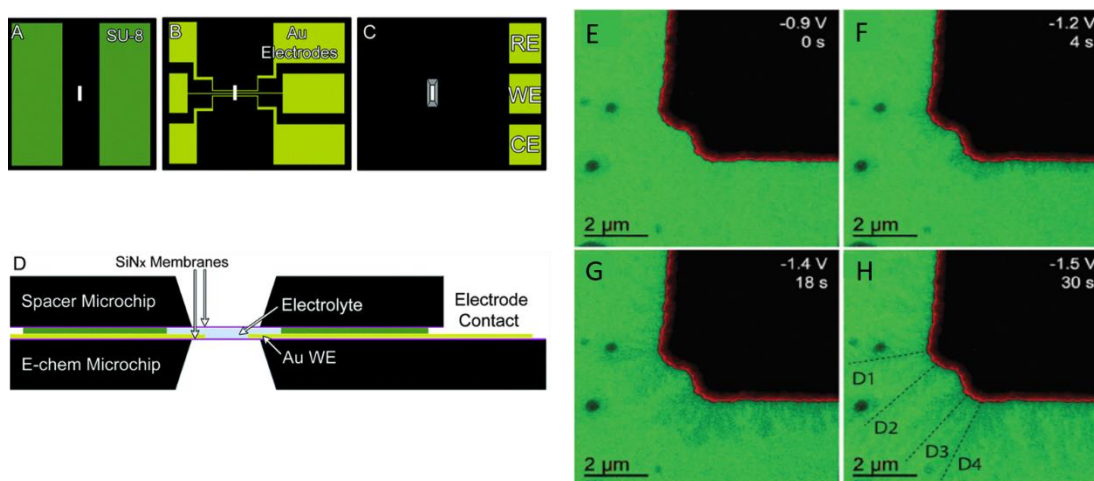 A
SU-8
B
Au
Electrodes
C
RE
WE
CE
D
SiNx Membranes
Spacer Microchip
Electrolyte
Electrode
Contact
E-chem Microchip
Au WE
E
-0.9 V
0 s
2 µm
F
-1.2 V
4 s
2 µm
G
-1.4 V
18 s
2 µm
H
-1.5 V
30 s
D1
D2
D3
D4
2 µm